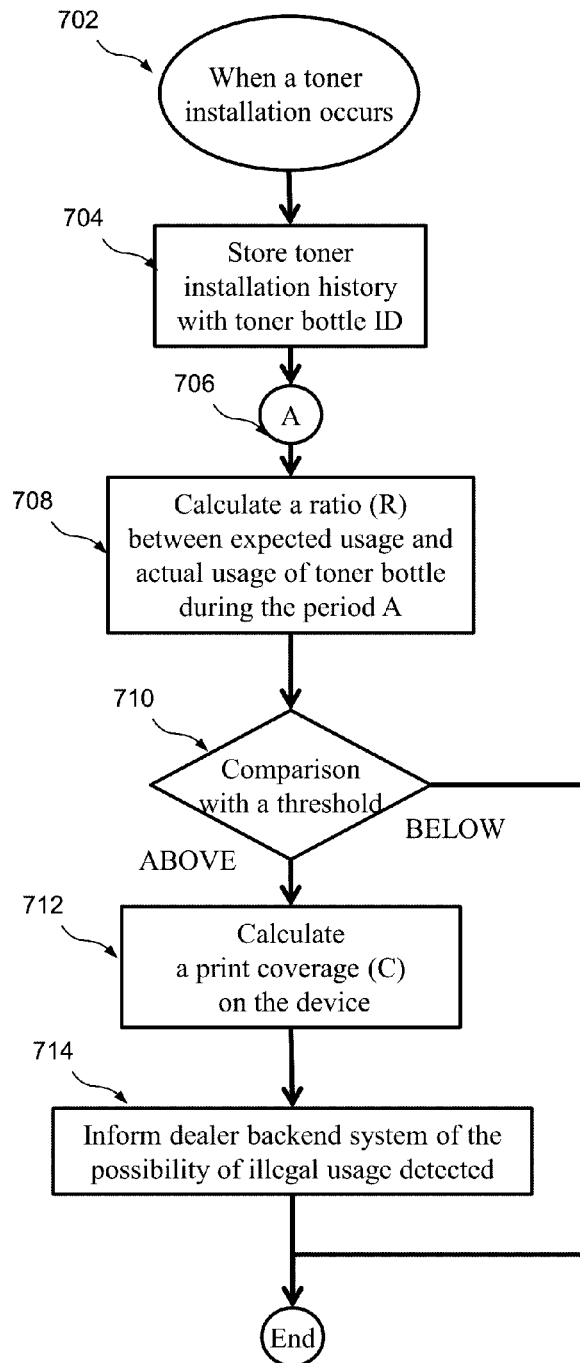 702
When a toner
installation occurs
704
Store toner
installation history
with toner bottle ID
706
A
708
Calculate a ratio (R)
between expected usage and
actual usage of toner bottle
during the period A
710
Comparison
with a threshold
BELOW
ABOVE
712
Calculate
a print coverage (C)
on the device
714
Inform dealer backend system of the
possibility of illegal usage detected
End